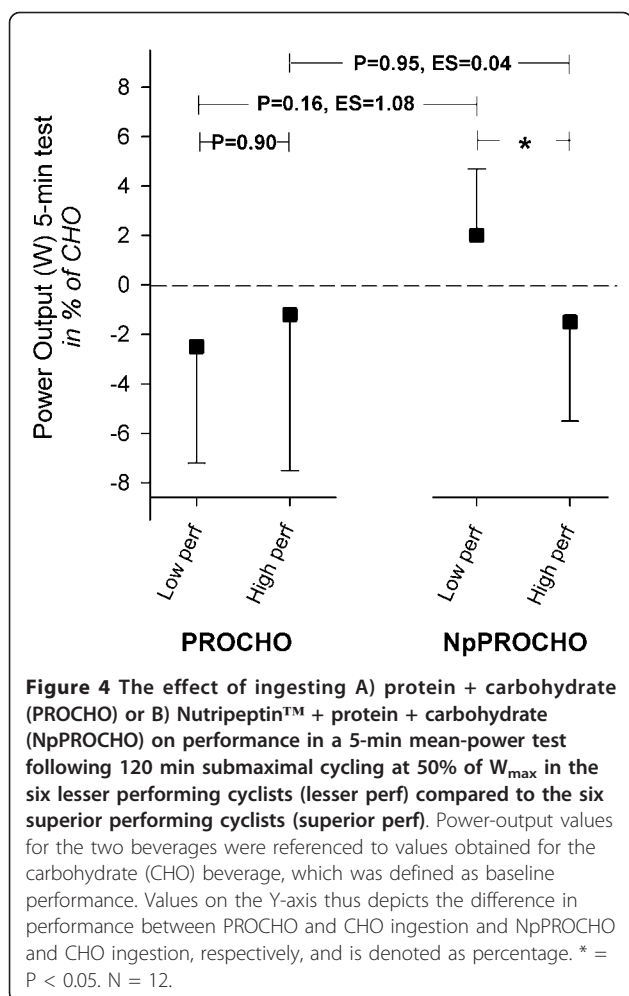 P=0.95, ES=0.04
P=0.16, ES=1.08
P=0.90
*
Power Output (W) 5-min test
in % of CHO
8
6
4
2
0
-2
-4
-6
-8
Low perf
High perf
Low perf
High perf
PROCHO
NpPROCHO
Figure 4 The effect of ingesting A) protein + carbohydrate
(PROCHO) or B) Nutripeptin™ + protein + carbohydrate
(NpPROCHO) on performance in a 5-min mean-power test
following 120 min submaximal cycling at 50% of Wmax in the
six lesser performing cyclists (lesser perf) compared to the six
superior performing cyclists (superior perf). Power-output values
for the two beverages were referenced to values obtained for the
carbohydrate (CHO) beverage, which was defined as baseline
performance. Values on the Y-axis thus depicts the difference in
performance between PROCHO and CHO ingestion and NpPROCHO
and CHO ingestion, respectively, and is denoted as percentage. * =
P < 0.05. N = 12.